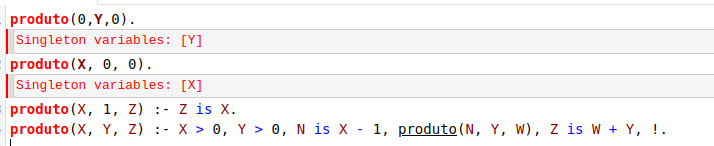 produto(0,Y,0).
Singleton variables: [Y]
produto(X, 0, 0).
Singleton variables: [X]
produto(X, 1, Z) :- Z is X.
produto(X, Y, Z) :- X > 0, Y > 0, N is X - 1, produto(N, Y, W), Z is W + Y, !.